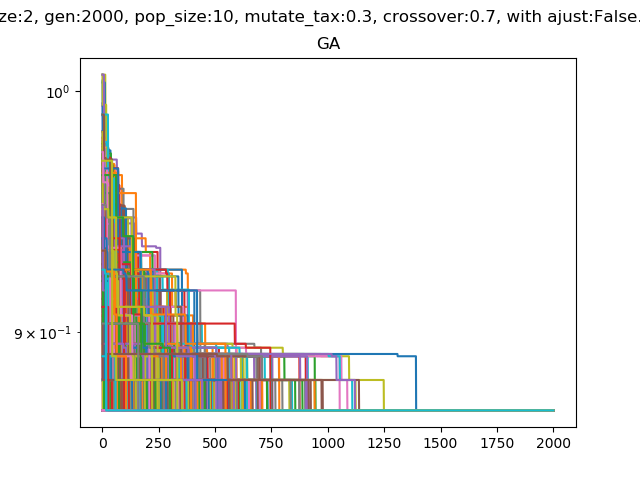 ze:2, gen:2000, pop_size:10, mutate_tax:0.3, crossover:0.7, with ajust:False.
GA
10⁰
9 × 10⁻¹
0 250 500 750 1000 1250 1500 1750 2000